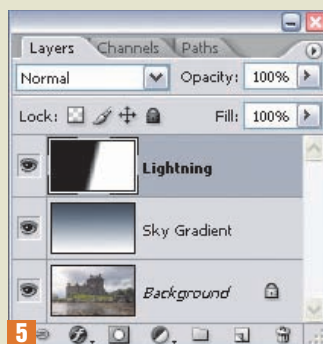 Layers Channels Paths
Normal Opacity: 100%
Lock: Fill: 100%
Lightning
Sky Gradient
Background
5